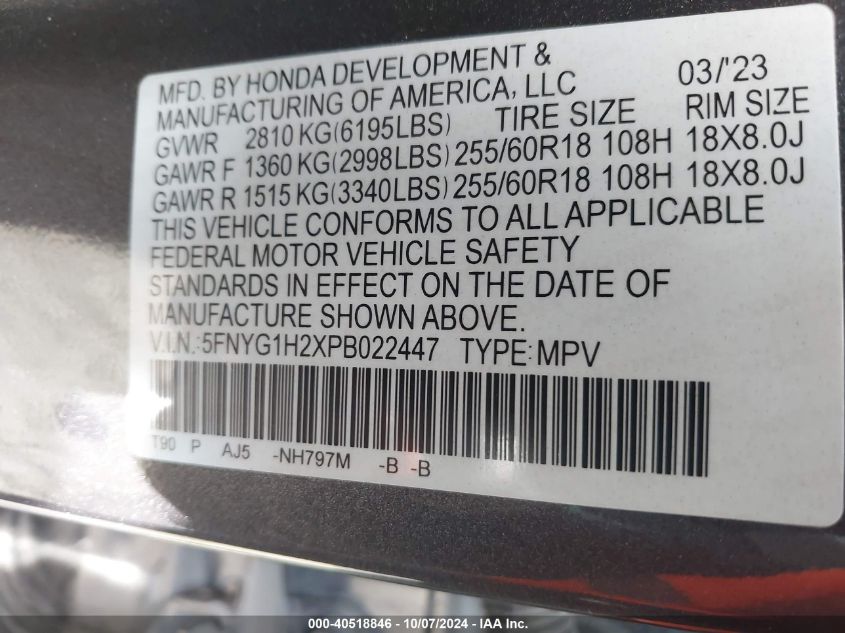 MFD. BY HONDA DEVELOPMENT & 03/'23
MANUFACTURING OF AMERICA, LLC
GVWR 2810 KG(6195LBS) TIRE SIZE RIM SIZE
GAWR F 1360 KG(2998LBS) 255/60R18 108H 18X8.0J
GAWR R 1515 KG(3340LBS) 255/60R18 108H 18X8.0J
THIS VEHICLE CONFORMS TO ALL APPLICABLE
FEDERAL MOTOR VEHICLE SAFETY
STANDARDS IN EFFECT ON THE DATE OF
MANUFACTURE SHOWN ABOVE.
V.I.N.:5FNYG1H2XPB022447 TYPE:MPV
T90 P AJ5 -NH797M -B -B
000-40518846 - 10/07/2024 - IAA Inc.